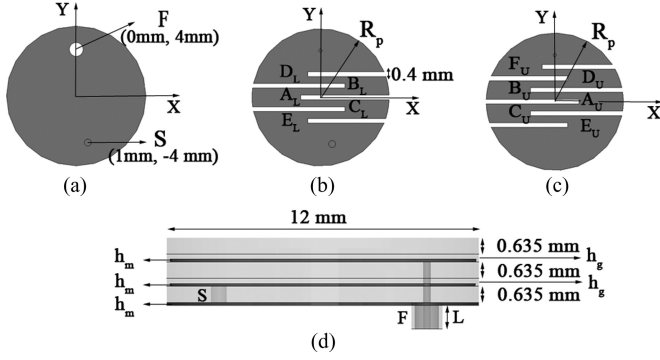 Y
F
(0mm, 4mm)
X
S
(1mm, -4 mm)
(a)
Y
R_p
D_L
0.4 mm
B_L
A_L
X
C_L
E_L
(b)
Y
R_p
F_U
D_U
B_U
A_U
X
C_U
E_U
(c)
12 mm
0.635 mm
h_m
h_g
0.635 mm
h_m
h_g
S
0.635 mm
h_m
F
L
(d)